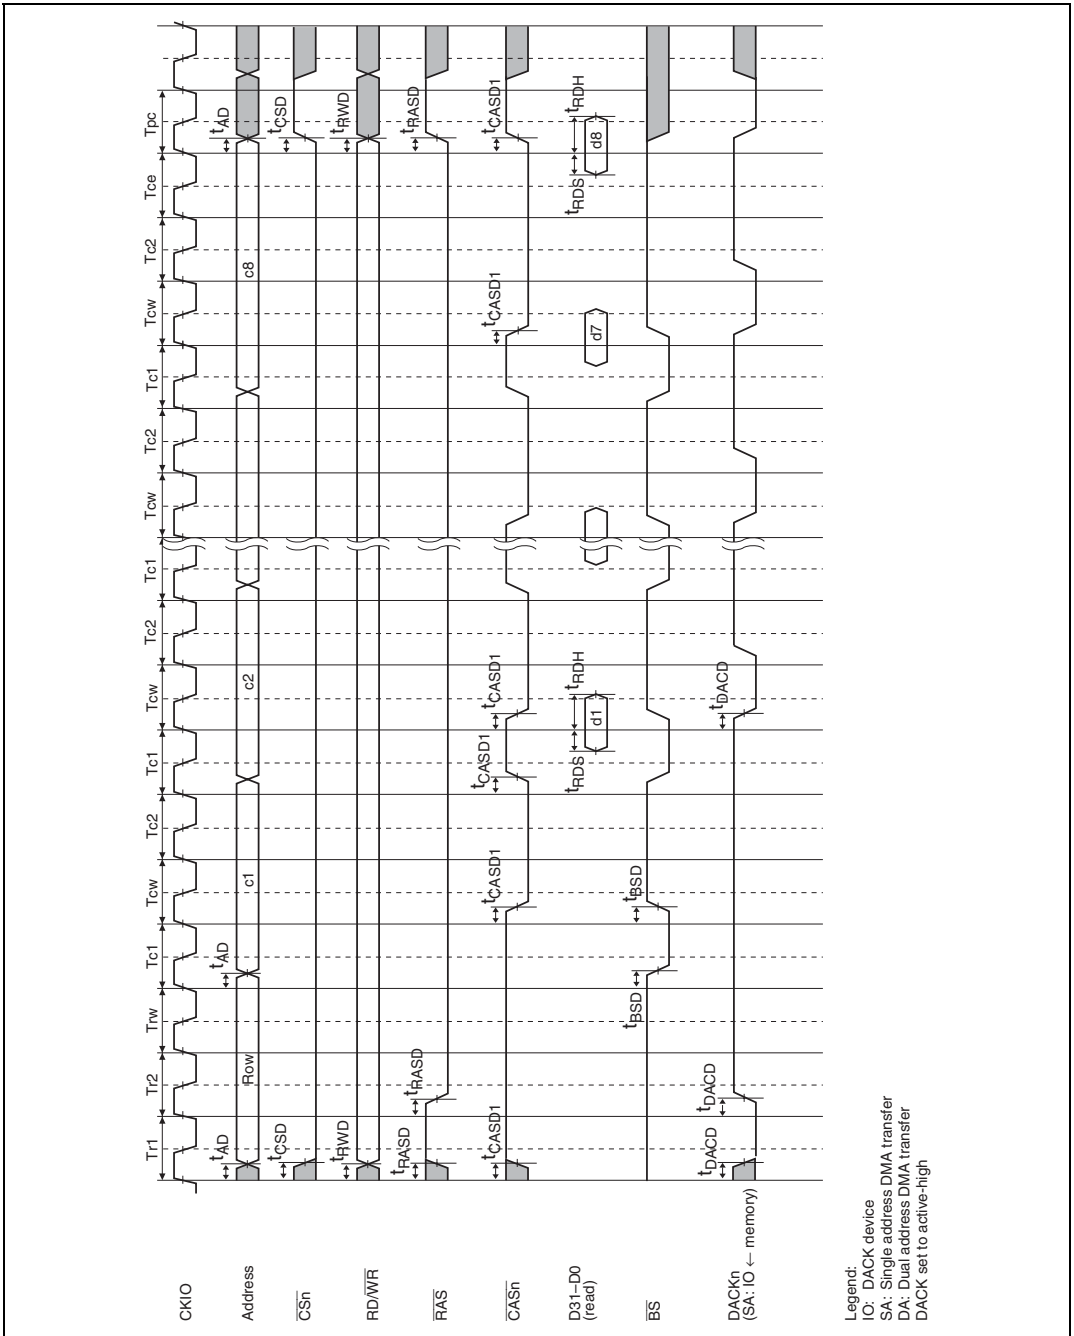 Tr1 Tr2 Trw Tc1 Tcw Tc2 Tc1 Tcw Tc2 Tc1 Tcw Tc2 Tc1 Tcw Tc2 Tce Tpc
CKIO
tAD tAD tAD
Address Row c1 c2 c8
tCSD tCSD
CSn
tRWD tRWD
RD/WR
tRASD tRASD tRASD
RAS
tCASD1 tCASD1 tCASD1 tCASD1 tCASD1 tCASD1
CASn
tRDS tRDH tRDS tRDH
D31–D0
(read)
d1 d7 d8
tBSD tBSD
BS
tDACD tDACD tDACD
DACKn
(SA: IO ← memory)
Legend:
IO: DACK device
SA: Single address DMA transfer
DA: Dual address DMA transfer
DACK set to active-high